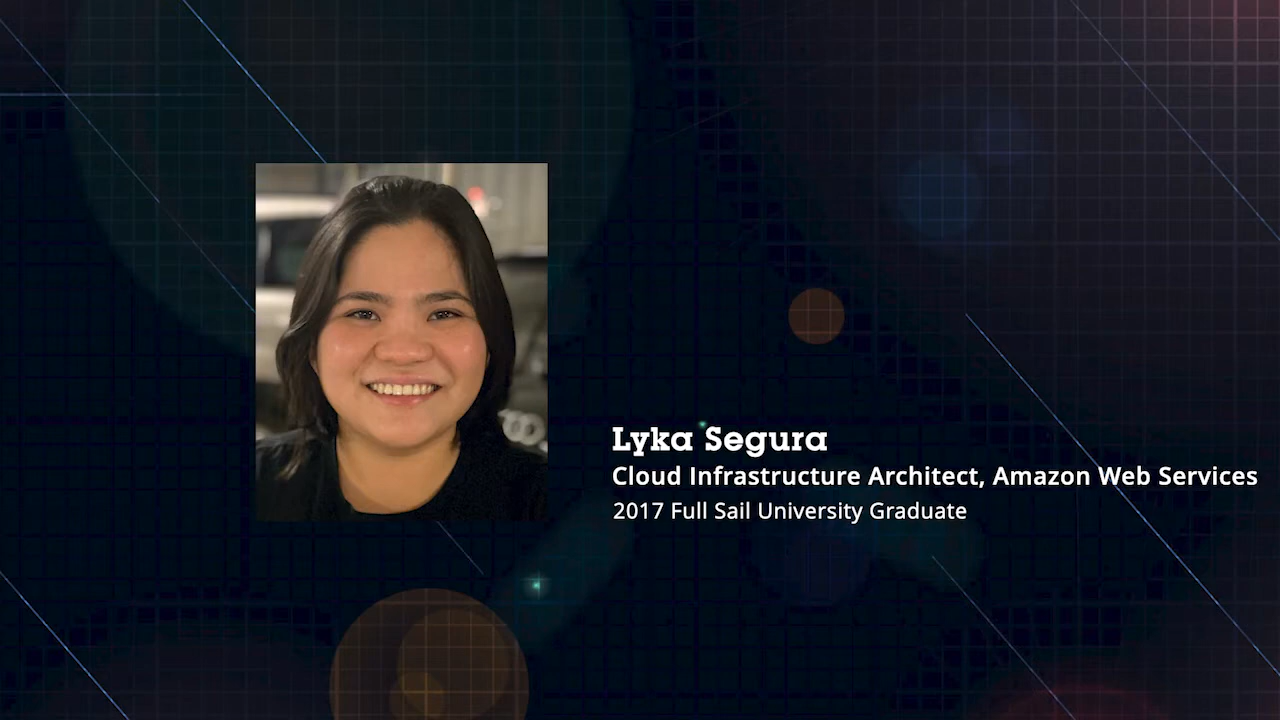 Lyka Segura
Cloud Infrastructure Architect, Amazon Web Services
2017 Full Sail University Graduate